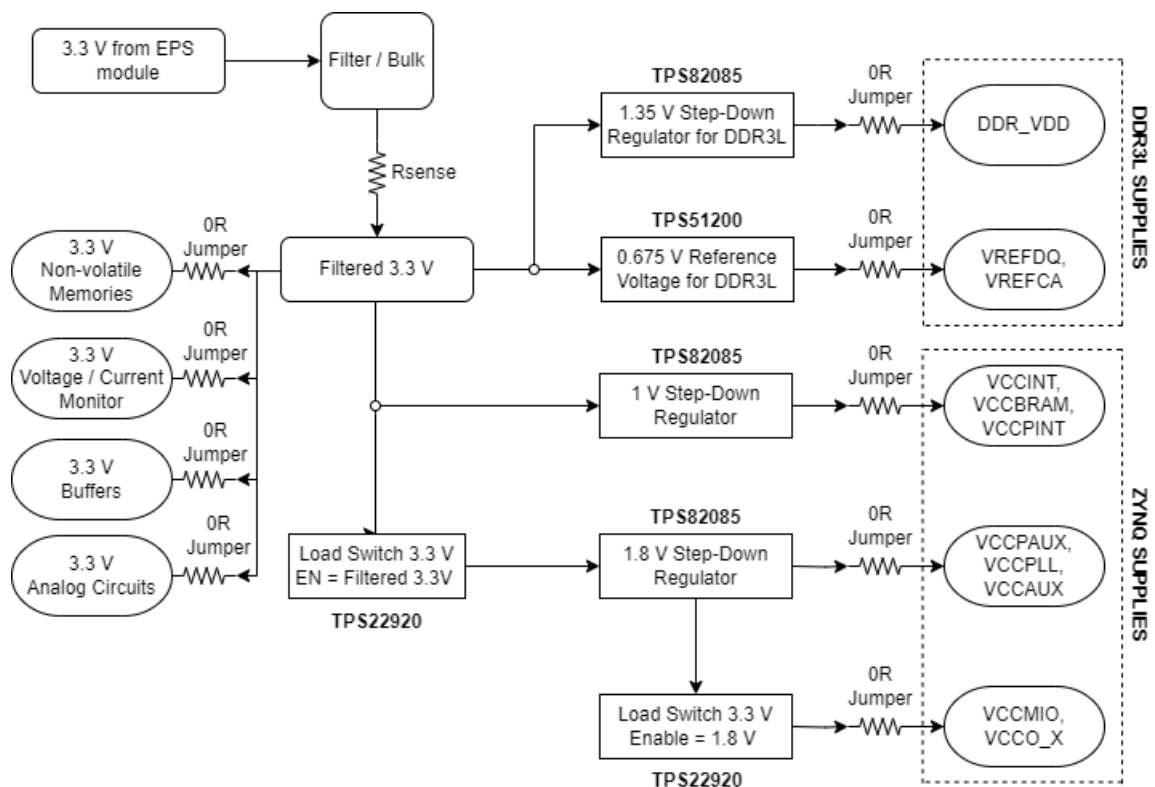 3.3 V from EPS
module
Filter / Bulk
Rsense
Filtered 3.3 V
0R
Jumper
3.3 V
Non-volatile
Memories
0R
Jumper
3.3 V
Voltage / Current
Monitor
0R
Jumper
3.3 V
Buffers
0R
Jumper
3.3 V
Analog Circuits
Load Switch 3.3 V
EN = Filtered 3.3V
TPS22920
TPS82085
1.35 V Step-Down
Regulator for DDR3L
0R
Jumper
DDR_VDD
TPS51200
0.675 V Reference
Voltage for DDR3L
0R
Jumper
VREFDQ,
VREFCA
DDR3L SUPPLIES
TPS82085
1 V Step-Down
Regulator
0R
Jumper
VCCINT,
VCCBRAM,
VCCPINT
TPS82085
1.8 V Step-Down
Regulator
0R
Jumper
VCCPAUX,
VCCPLL,
VCCAUX
Load Switch 3.3 V
Enable = 1.8 V
TPS22920
0R
Jumper
VCCMIO,
VCCO_X
ZYNQ SUPPLIES